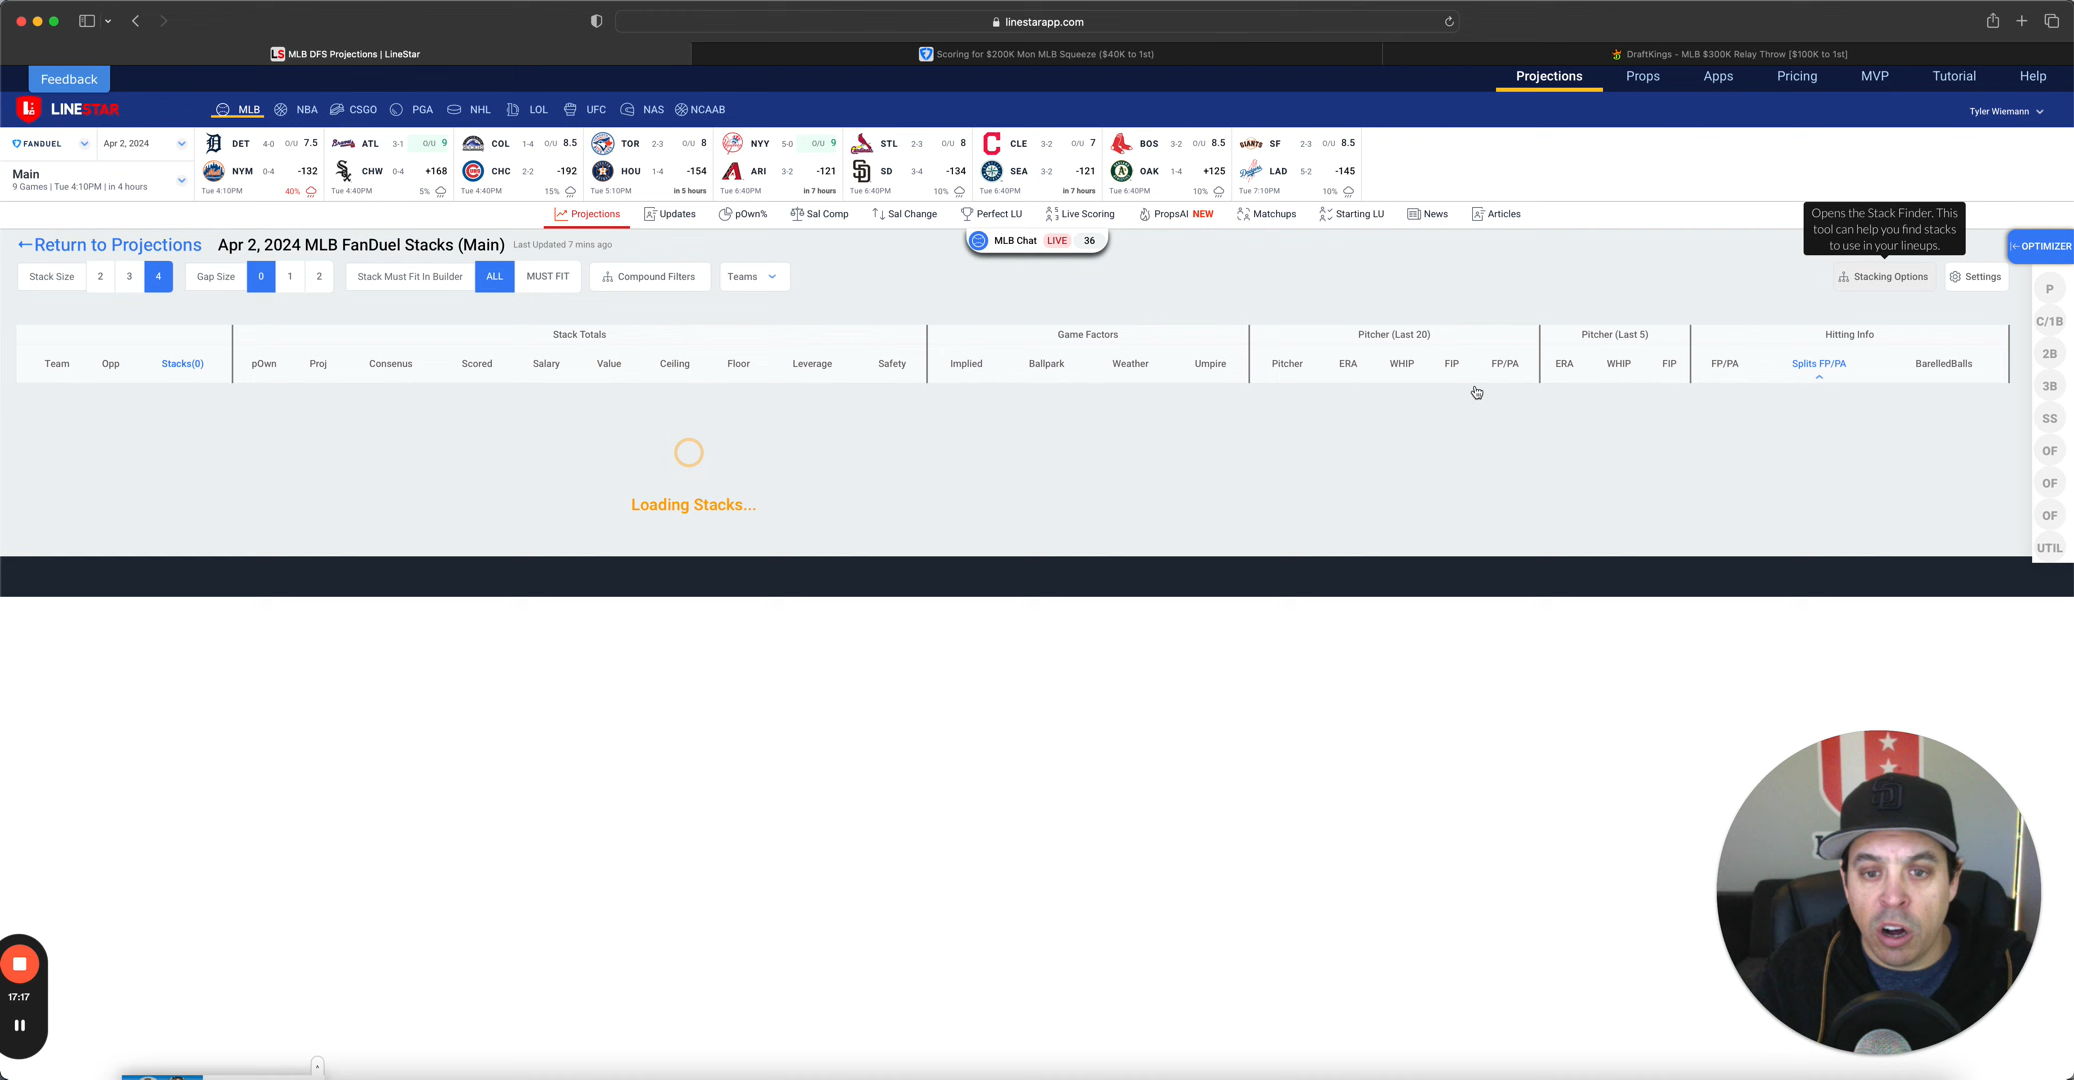 linestarapp.com
MLB DFS Projections | LineStar
Scoring for $200K Mon MLB Squeeze ($40K to 1st)
DraftKings - MLB $300K Relay Throw [$100K to 1st]
Feedback
Projections Props Apps Pricing MVP Tutorial Help
LINESTAR MLB NBA CSGO PGA NHL LOL UFC NAS NCAAB Tyler Wiemann
FANDUEL Apr 2, 2024
Main
9 Games | Tue 4:10PM | in 4 hours
DET 4-0 O/U 7.5
NYM 0-4 -132
Tue 4:10PM 40%
ATL 3-1 O/U 9
CHW 0-4 +168
Tue 4:40PM 5%
COL 1-4 O/U 8.5
CHC 2-2 -192
Tue 4:40PM 15%
TOR 2-3 O/U 8
HOU 1-4 -154
Tue 5:10PM in 5 hours
NYY 5-0 O/U 9
ARI 3-2 -121
Tue 6:40PM in 7 hours
STL 2-3 O/U 8
SD 3-4 -134
Tue 6:40PM 10%
CLE 3-2 O/U 7
SEA 3-2 -121
Tue 6:40PM in 7 hours
BOS 3-2 O/U 8.5
OAK 1-4 +125
Tue 6:40PM 10%
GIANTS SF 2-3 O/U 8.5
LAD 5-2 -145
Tue 7:10PM 10%
Projections Updates pOwn% Sal Comp Sal Change Perfect LU Live Scoring PropsAI NEW Matchups Starting LU News Articles
Opens the Stack Finder. This
tool can help you find stacks
to use in your lineups.
←Return to Projections Apr 2, 2024 MLB FanDuel Stacks (Main) Last Updated 7 mins ago
MLB Chat LIVE 36
OPTIMIZER
Stack Size 2 3 4 Gap Size 0 1 2 Stack Must Fit In Builder ALL MUST FIT Compound Filters Teams Stacking Options Settings
Stack Totals Game Factors Pitcher (Last 20) Pitcher (Last 5) Hitting Info
Team Opp Stacks(0) pOwn Proj Consenus Scored Salary Value Ceiling Floor Leverage Safety Implied Ballpark Weather Umpire Pitcher ERA WHIP FIP FP/PA ERA WHIP FIP FP/PA Splits FP/PA BarelledBalls
P
C/1B
2B
3B
SS
OF
OF
OF
UTIL
Loading Stacks...
17:17